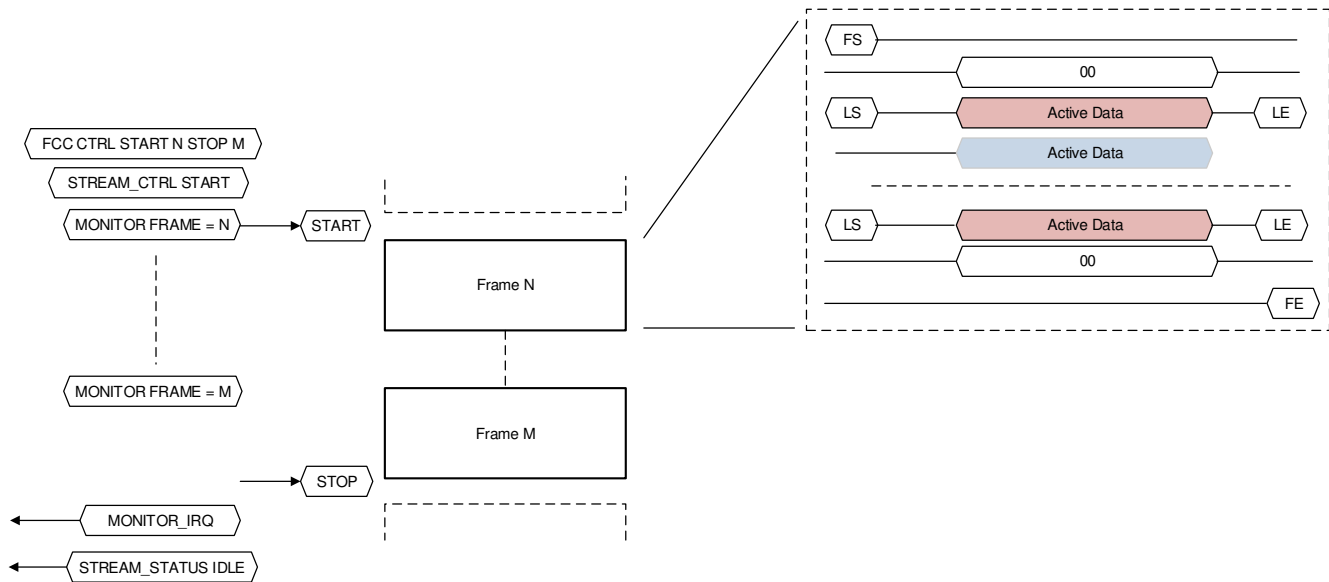 FCC CTRL START N STOP M
STREAM_CTRL START
MONITOR FRAME = N
START
MONITOR FRAME = M
STOP
MONITOR_IRQ
STREAM_STATUS IDLE
Frame N
Frame M
FS
00
LS
Active Data
LE
Active Data
LS
Active Data
LE
00
FE